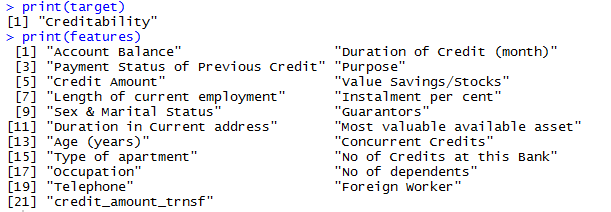 > print(target)
[1] "Creditability"
> print(features)
[1] "Account Balance" "Duration of Credit (month)"
[3] "Payment Status of Previous Credit" "Purpose"
[5] "Credit Amount" "Value Savings/Stocks"
[7] "Length of current employment" "Instalment per cent"
[9] "Sex & Marital Status" "Guarantors"
[11] "Duration in Current address" "Most valuable available asset"
[13] "Age (years)" "Concurrent Credits"
[15] "Type of apartment" "No of Credits at this Bank"
[17] "Occupation" "No of dependents"
[19] "Telephone" "Foreign Worker"
[21] "credit_amount_trnsf"